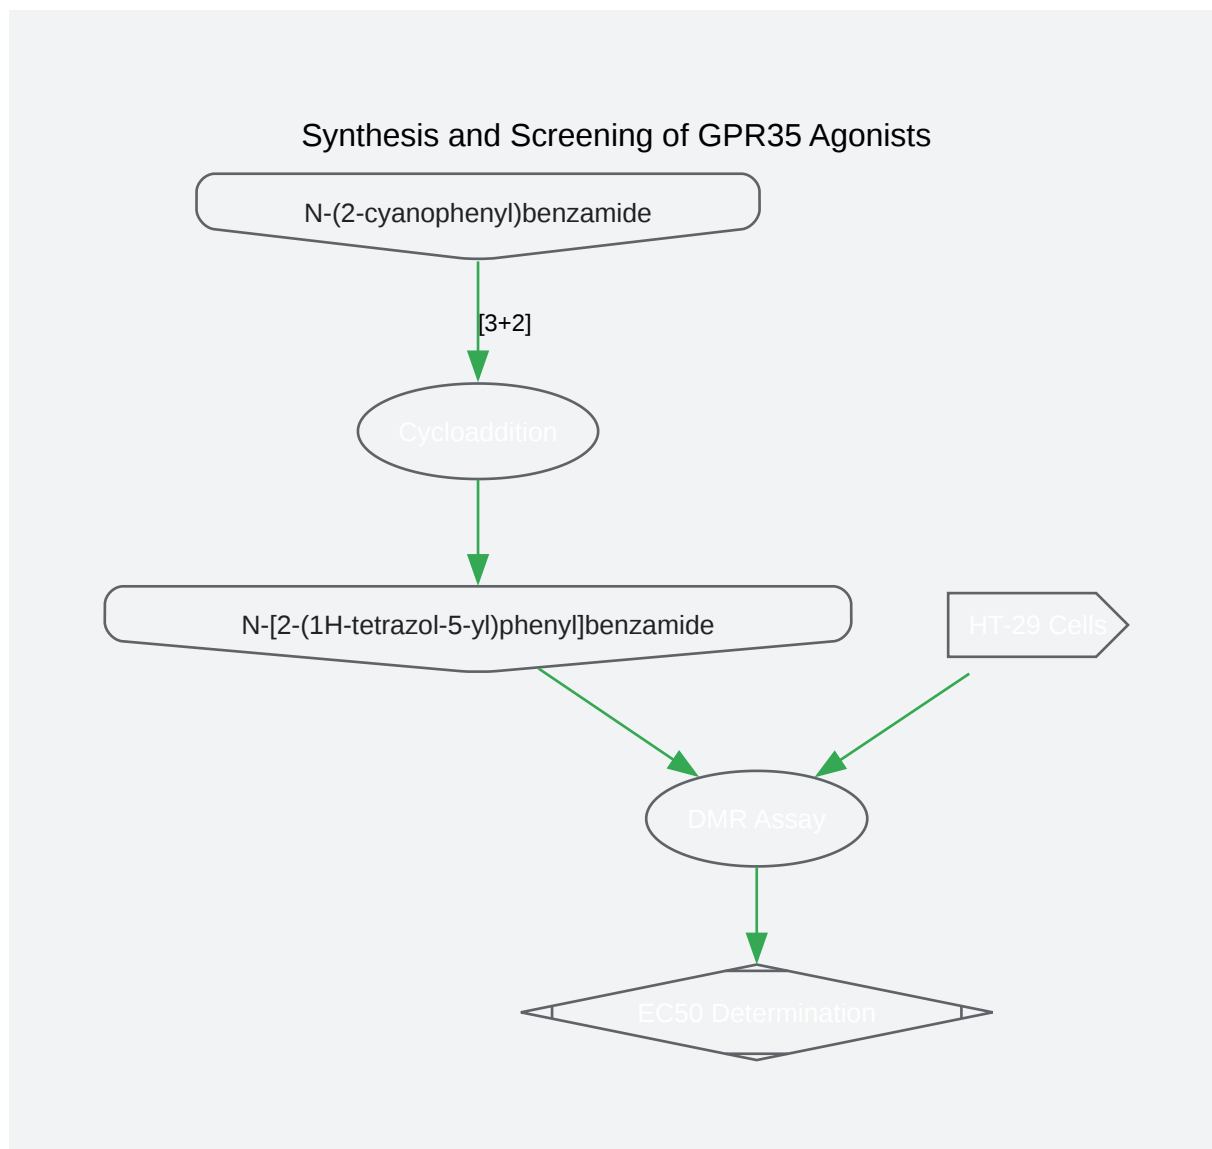 Synthesis and Screening of GPR35 Agonists
N-(2-cyanophenyl)benzamide
[3+2]
Cycloaddition
N-[2-(1H-tetrazol-5-yl)phenyl]benzamide
HT-29 Cells
DMR Assay
EC50 Determination